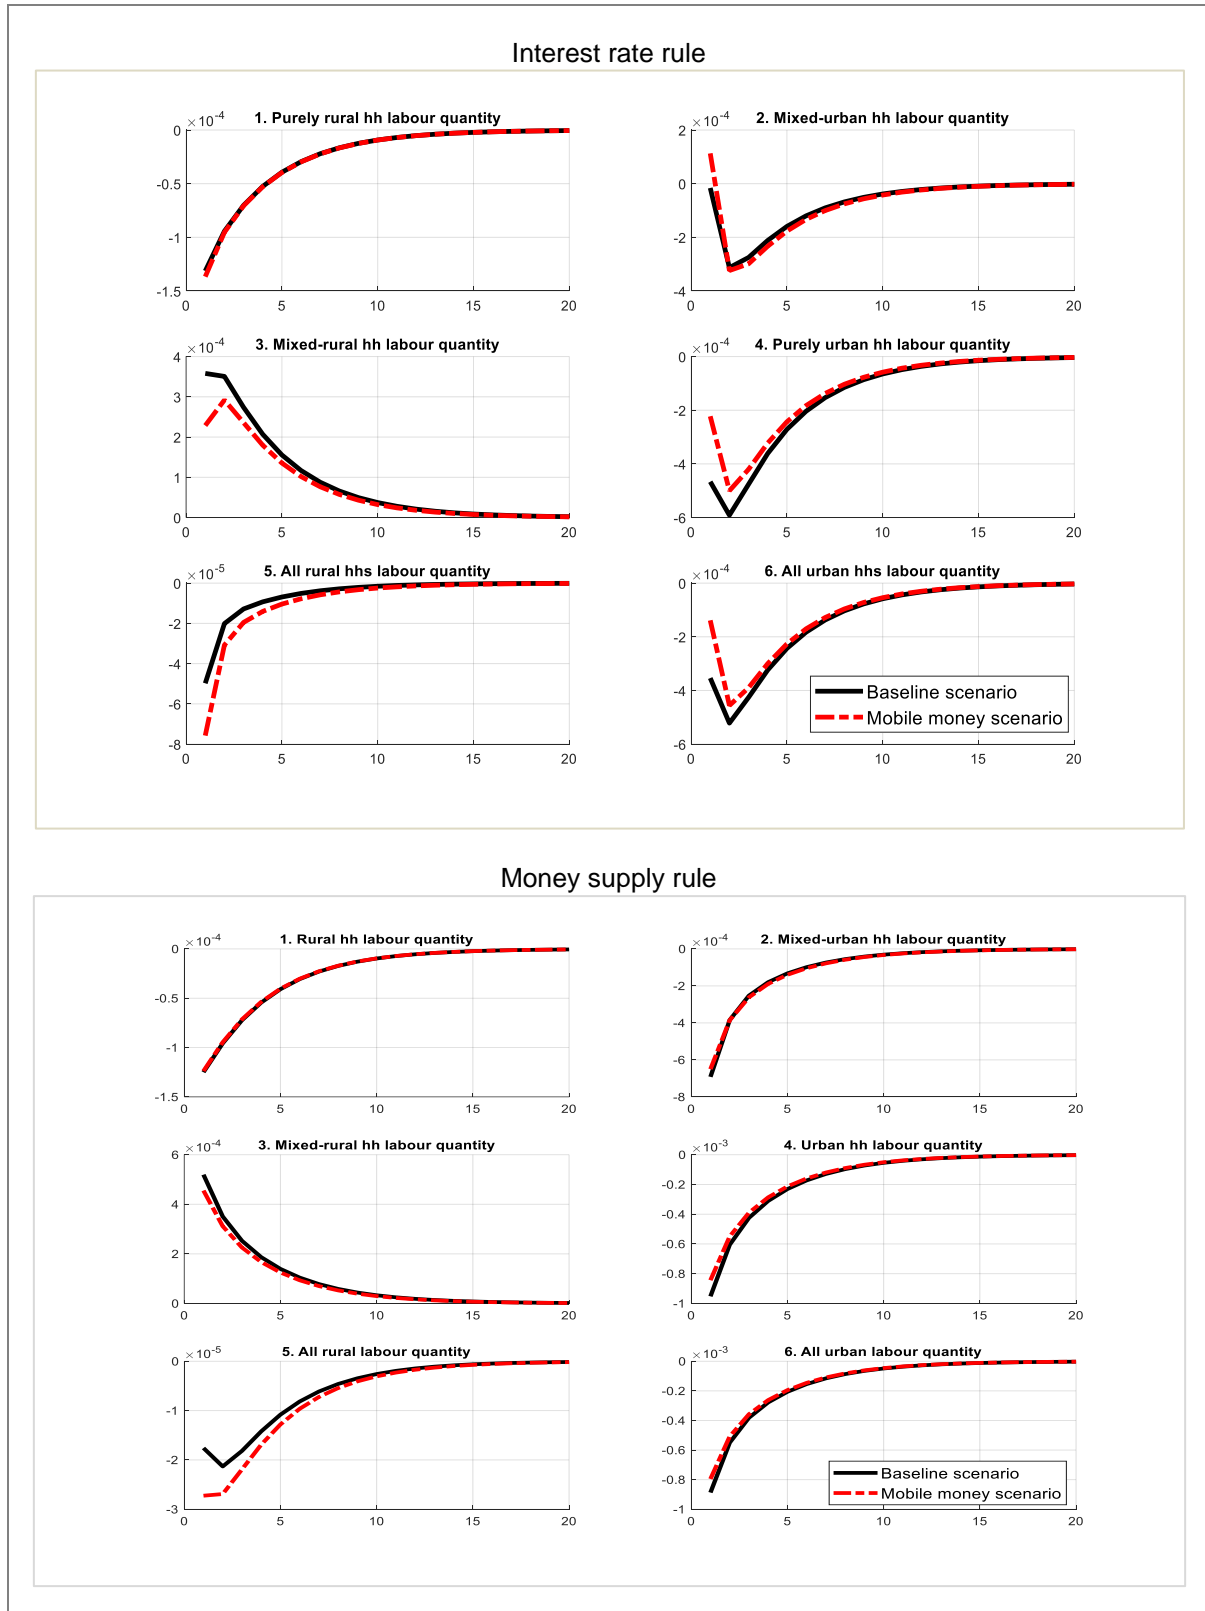 Interest rate rule
×10⁻⁴ 1. Purely rural hh labour quantity
0
-0.5
-1
-1.5
0 5 10 15 20
×10⁻⁴ 2. Mixed-urban hh labour quantity
2
0
-2
-4
0 5 10 15 20
×10⁻⁴ 3. Mixed-rural hh labour quantity
4
3
2
1
0
0 5 10 15 20
×10⁻⁴ 4. Purely urban hh labour quantity
0
-2
-4
-6
0 5 10 15 20
×10⁻⁵ 5. All rural hhs labour quantity
0
-2
-4
-6
-8
0 5 10 15 20
×10⁻⁴ 6. All urban hhs labour quantity
0
-2
-4
-6
0 5 10 15 20
Baseline scenario
Mobile money scenario
Money supply rule
×10⁻⁴ 1. Rural hh labour quantity
0
-0.5
-1
-1.5
0 5 10 15 20
×10⁻⁴ 2. Mixed-urban hh labour quantity
0
-2
-4
-6
-8
0 5 10 15 20
×10⁻⁴ 3. Mixed-rural hh labour quantity
6
4
2
0
0 5 10 15 20
×10⁻³ 4. Urban hh labour quantity
0
-0.2
-0.4
-0.6
-0.8
-1
0 5 10 15 20
×10⁻⁵ 5. All rural labour quantity
0
-1
-2
-3
0 5 10 15 20
×10⁻³ 6. All urban labour quantity
0
-0.2
-0.4
-0.6
-0.8
-1
0 5 10 15 20
Baseline scenario
Mobile money scenario